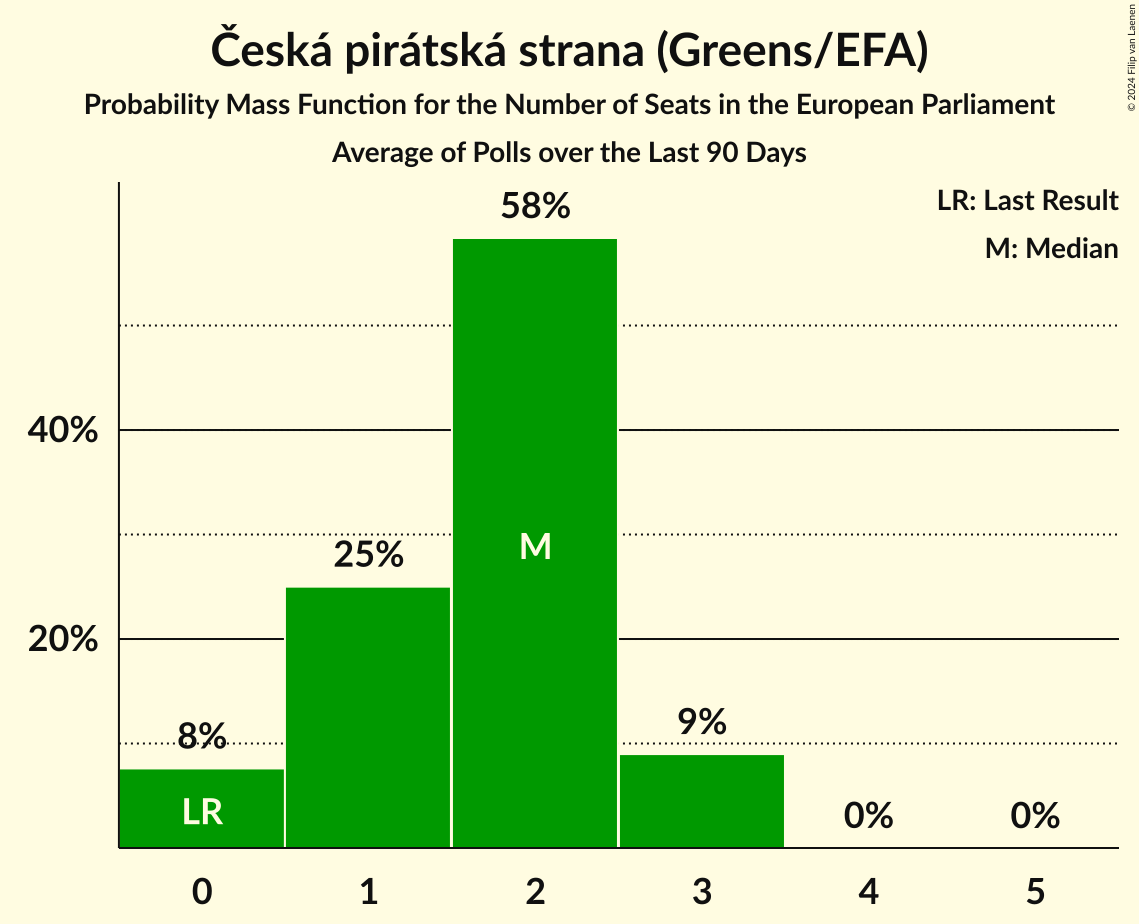 Česká pirátská strana (Greens/EFA)
Probability Mass Function for the Number of Seats in the European Parliament
Average of Polls over the Last 90 Days
© 2024 Filip van Laenen
LR: Last Result
M: Median
58%
40%
M
25%
20%
9%
8%
LR
0%
0%
0
1
2
3
4
5